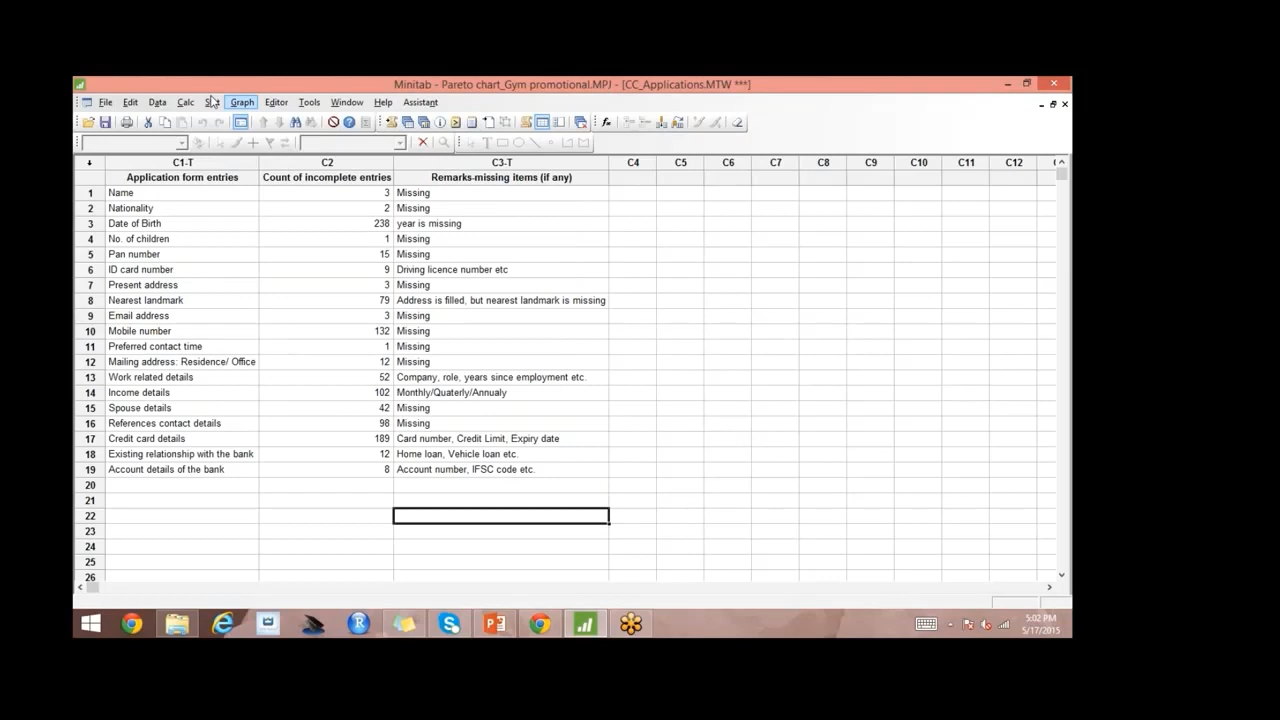 Minitab - Pareto chart_Gym promotional.MPJ - [CC_Applications.MTW ***]
File Edit Data Calc Graph Editor Tools Window Help Assistant
C1-T C2 C3-T C4 C5 C6 C7 C8 C9 C10 C11 C12
Application form entries Count of incomplete entries Remarks-missing items (if any)
1 Name 3 Missing
2 Nationality 2 Missing
3 Date of Birth 238 year is missing
4 No. of children 1 Missing
5 Pan number 15 Missing
6 ID card number 9 Driving licence number etc
7 Present address 3 Missing
8 Nearest landmark 79 Address is filled, but nearest landmark is missing
9 Email address 3 Missing
10 Mobile number 132 Missing
11 Preferred contact time 1 Missing
12 Mailing address: Residence/ Office 12 Missing
13 Work related details 52 Company, role, years since employment etc.
14 Income details 102 Monthly/Quaterly/Annualy
15 Spouse details 42 Missing
16 References contact details 98 Missing
17 Credit card details 189 Card number, Credit Limit, Expiry date
18 Existing relationship with the bank 12 Home loan, Vehicle loan etc.
19 Account details of the bank 8 Account number, IFSC code etc.
20
21
22
23
24
25
26
5:02 PM
5/17/2015